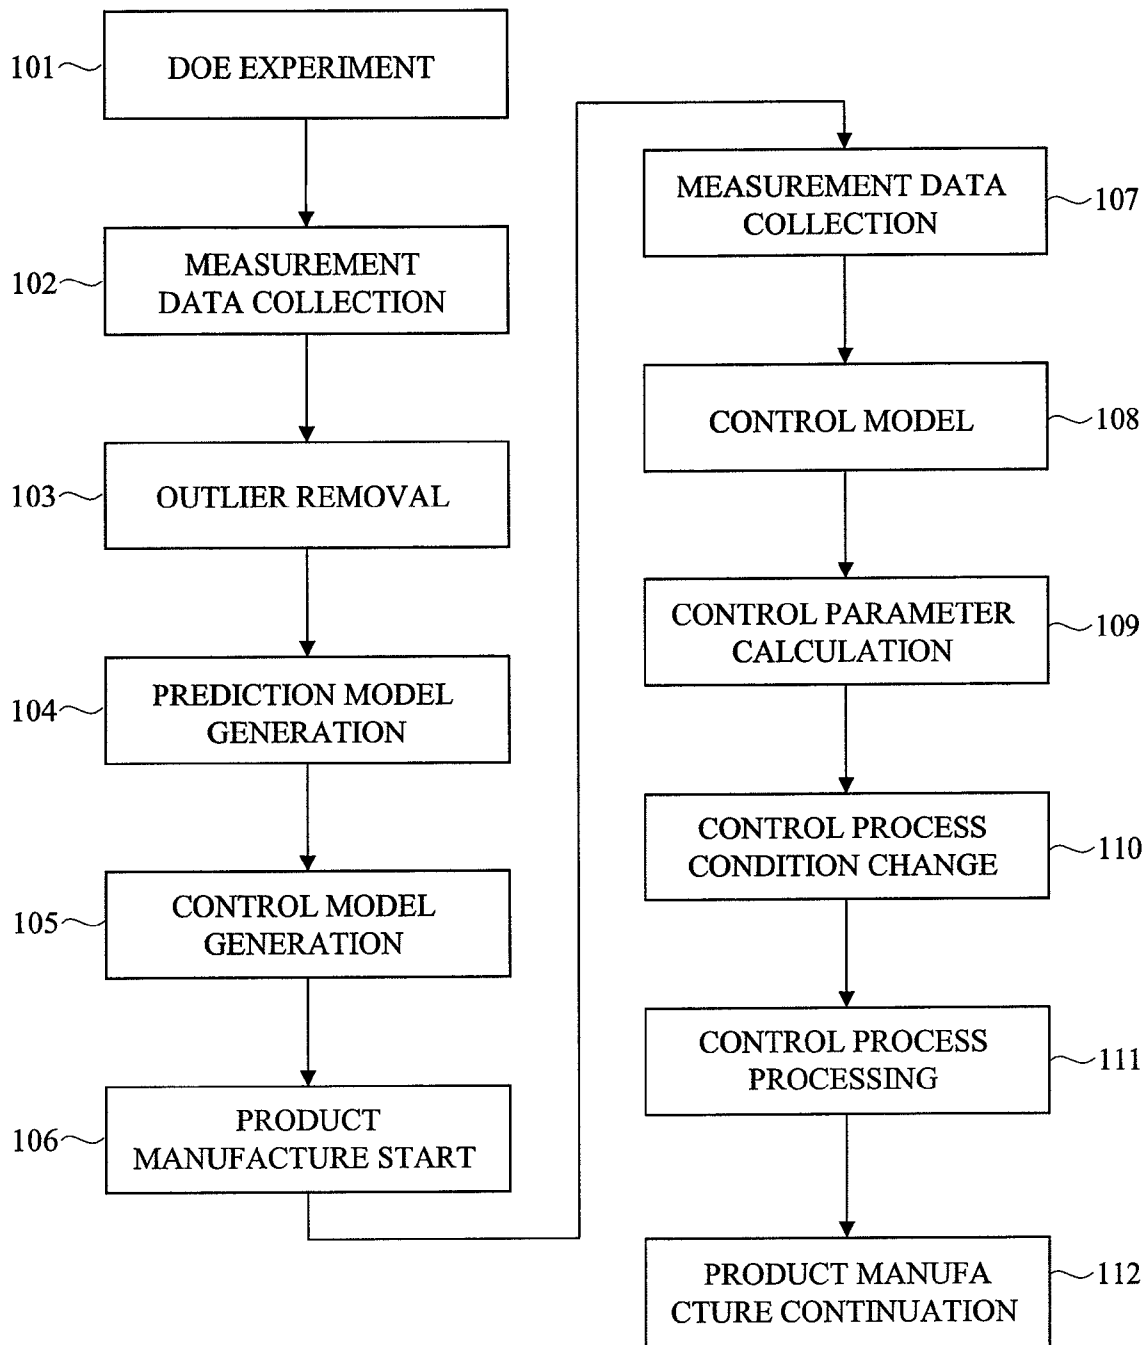 101
DOE EXPERIMENT
102
MEASUREMENT
DATA COLLECTION
103
OUTLIER REMOVAL
104
PREDICTION MODEL
GENERATION
105
CONTROL MODEL
GENERATION
106
PRODUCT
MANUFACTURE START
MEASUREMENT DATA
COLLECTION
107
CONTROL MODEL
108
CONTROL PARAMETER
CALCULATION
109
CONTROL PROCESS
CONDITION CHANGE
110
CONTROL PROCESS
PROCESSING
111
PRODUCT MANUFA
CTURE CONTINUATION
112